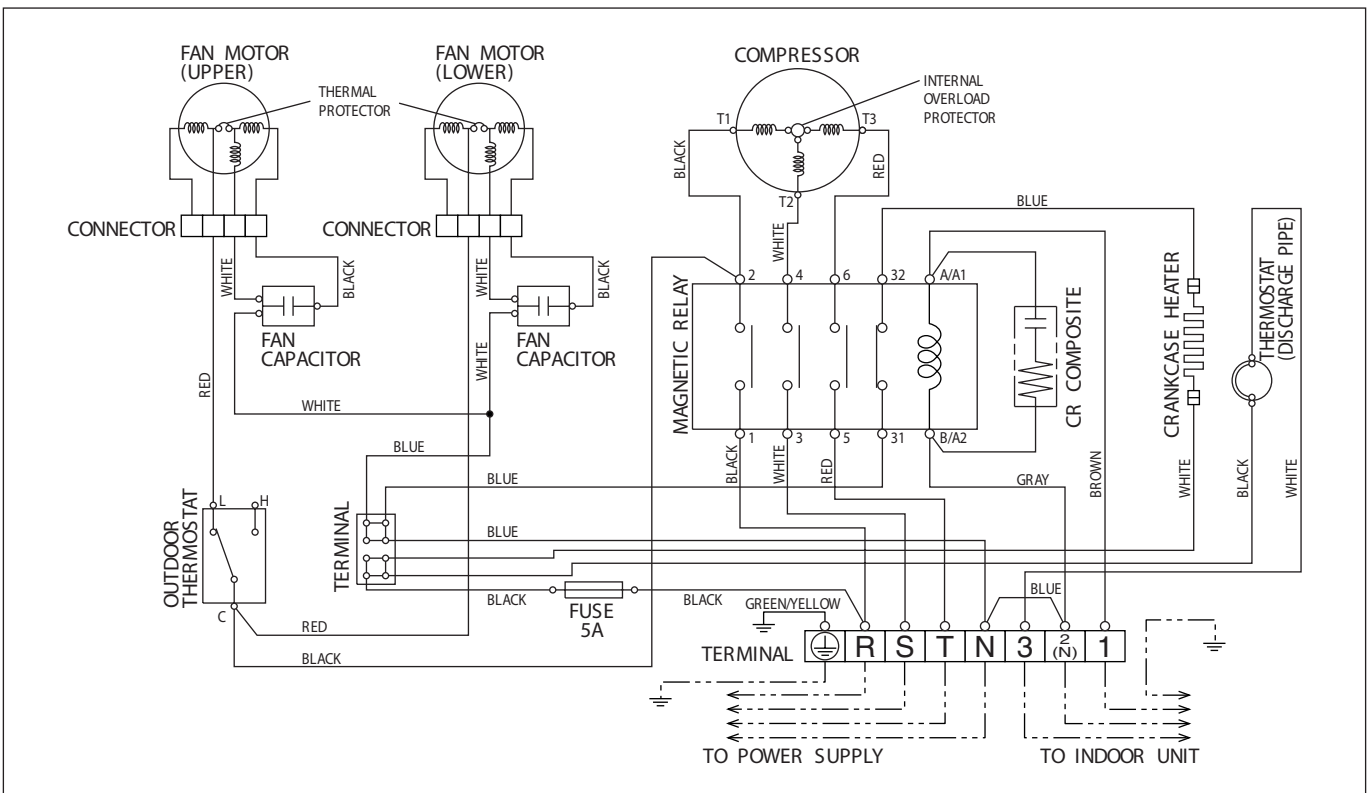 FAN MOTOR
(UPPER)
FAN MOTOR
(LOWER)
COMPRESSOR
THERMAL
PROTECTOR
INTERNAL
OVERLOAD
PROTECTOR
T1
T3
T2
BLACK
RED
WHITE
BLUE
CONNECTOR
CONNECTOR
WHITE
BLACK
WHITE
BLACK
FAN
CAPACITOR
FAN
CAPACITOR
WHITE
RED
WHITE
BLUE
2
4
6
32
A/A1
MAGNETIC RELAY
1
3
5
31
B/A2
CR COMPOSITE
CRANKCASE HEATER
THERMOSTAT
(DISCHARGE PIPE)
BLACK
WHITE
RED
GRAY
BROWN
WHITE
BLACK
WHITE
BLUE
BLUE
L
H
C
OUTDOOR
THERMOSTAT
TERMINAL
BLACK
FUSE
5A
BLACK
RED
BLACK
GREEN/YELLOW
BLUE
TERMINAL
R
S
T
N
3
2
(N)
1
TO POWER SUPPLY
TO INDOOR UNIT